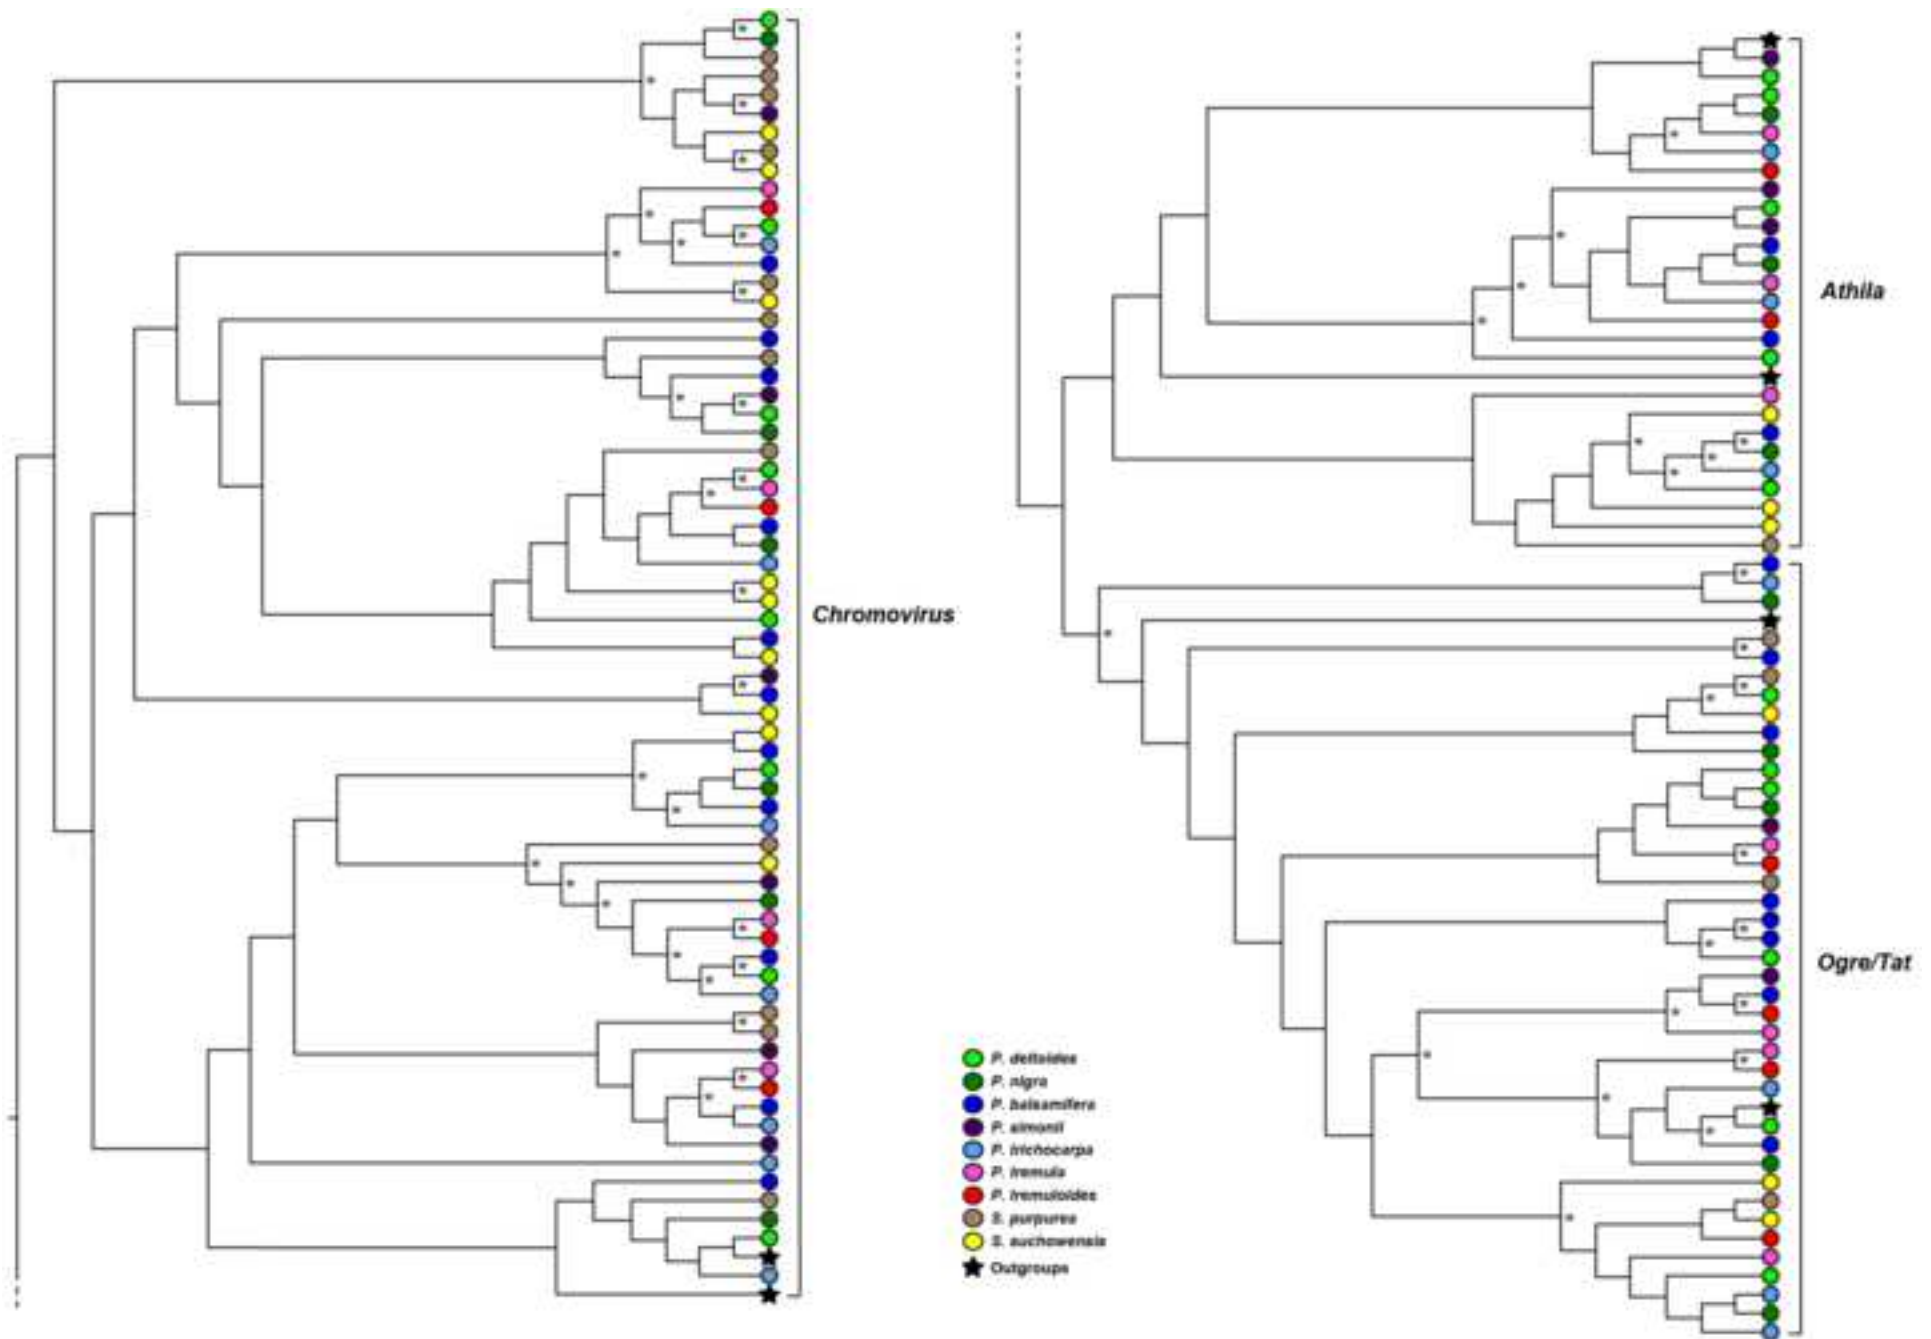 Chromovirus
Athila
Ogre/Tat
P. deltoides
P. nigra
P. balsamifera
P. simonii
P. trichocarpa
P. tremula
P. tremuloides
S. purpurea
S. suchowensis
Outgroups